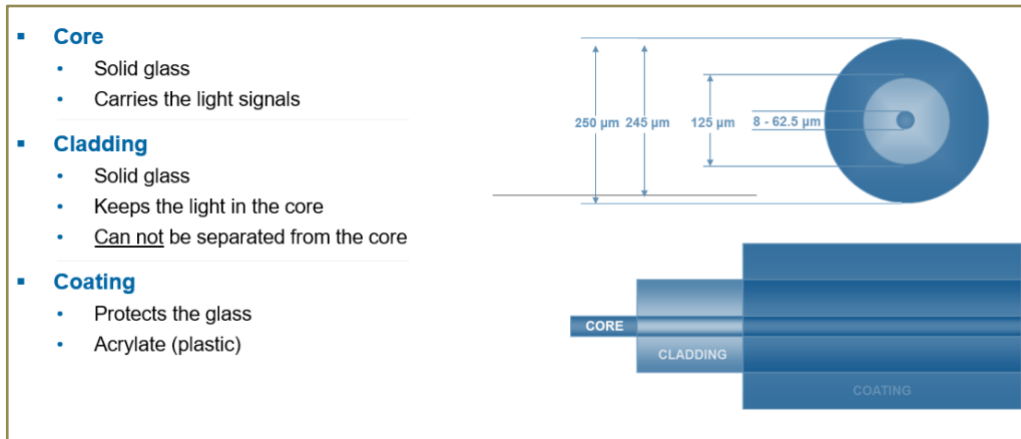 Core
Solid glass
Carries the light signals
Cladding
Solid glass
Keeps the light in the core
Can not be separated from the core
Coating
Protects the glass
Acrylate (plastic)
250 µm 245 µm 125 µm 8 - 62.5 µm
CORE
CLADDING
COATING